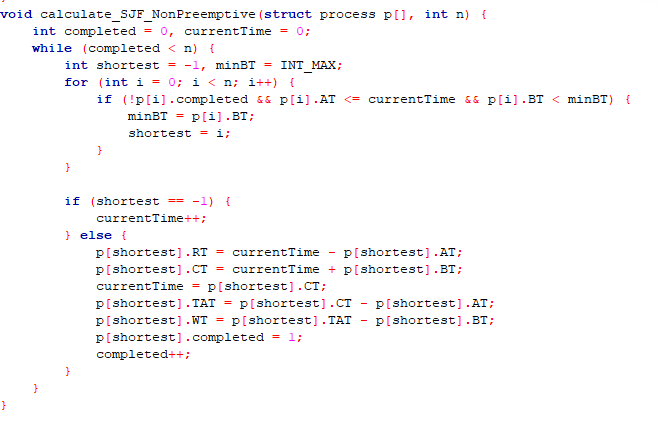 void calculate_SJF_NonPreemptive(struct process p[], int n) {
    int completed = 0, currentTime = 0;
    while (completed < n) {
        int shortest = -1, minBT = INT_MAX;
        for (int i = 0; i < n; i++) {
            if (!p[i].completed && p[i].AT <= currentTime && p[i].BT < minBT) {
                minBT = p[i].BT;
                shortest = i;
            }
        }

        if (shortest == -1) {
            currentTime++;
        } else {
            p[shortest].RT = currentTime - p[shortest].AT;
            p[shortest].CT = currentTime + p[shortest].BT;
            currentTime = p[shortest].CT;
            p[shortest].TAT = p[shortest].CT - p[shortest].AT;
            p[shortest].WT = p[shortest].TAT - p[shortest].BT;
            p[shortest].completed = 1;
            completed++;
        }
    }
}